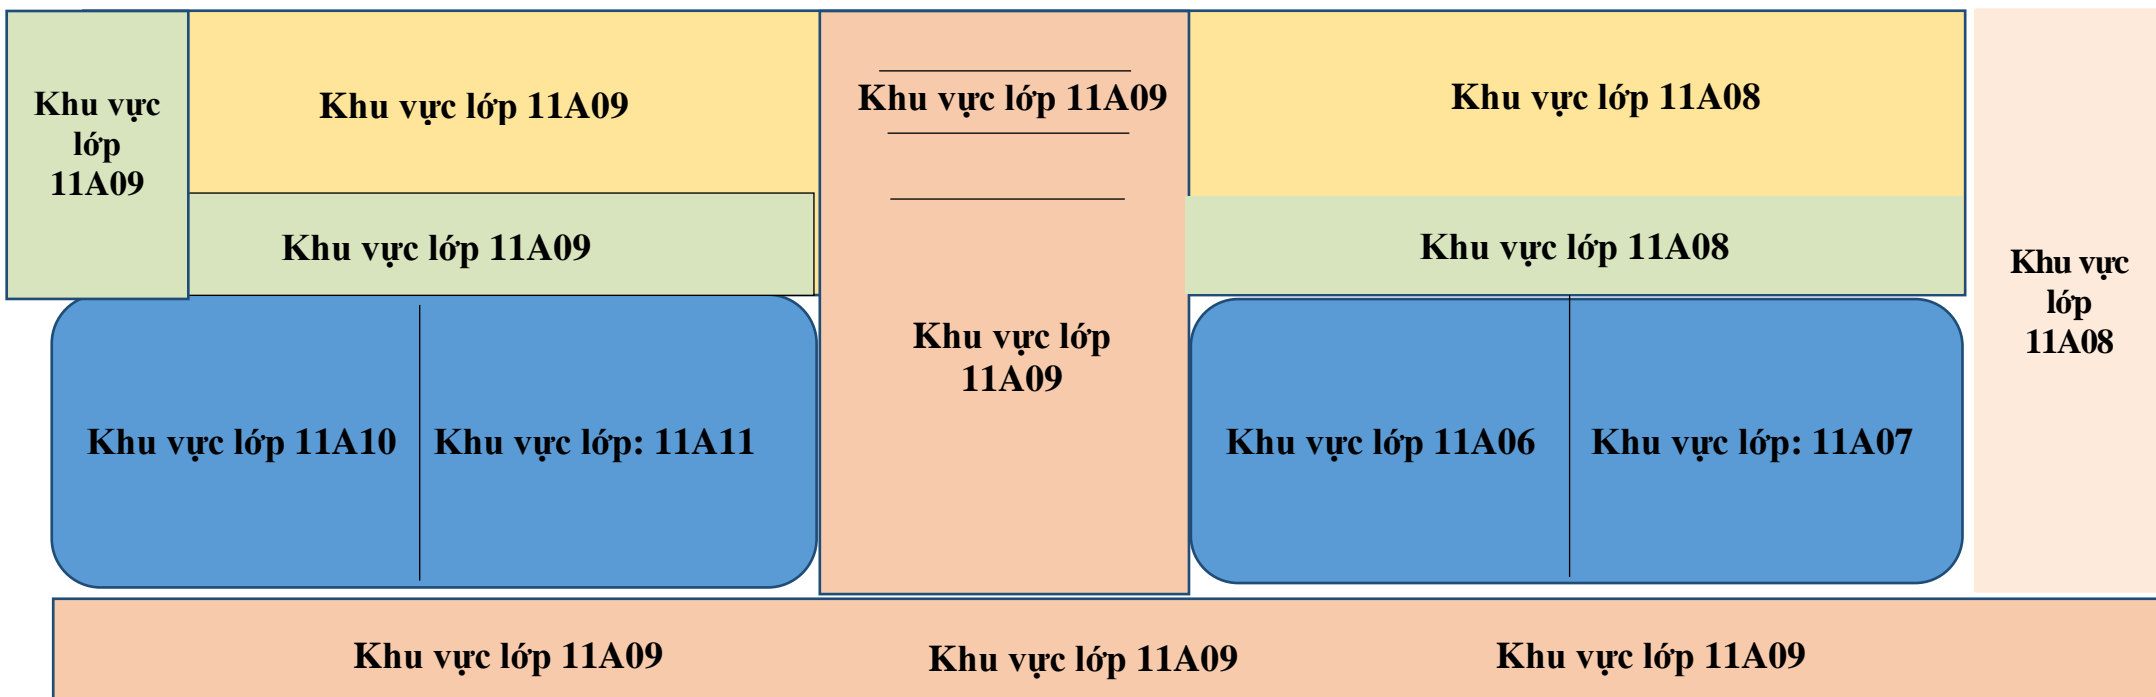 Khu vực
lớp
11A09
Khu vực lớp 11A09
Khu vực lớp 11A09
Khu vực lớp 11A08
Khu vực lớp 11A09
Khu vực lớp 11A08
Khu vực
lớp
11A08
Khu vực lớp
11A09
Khu vực lớp 11A10
Khu vực lớp: 11A11
Khu vực lớp 11A06
Khu vực lớp: 11A07
Khu vực lớp 11A09
Khu vực lớp 11A09
Khu vực lớp 11A09